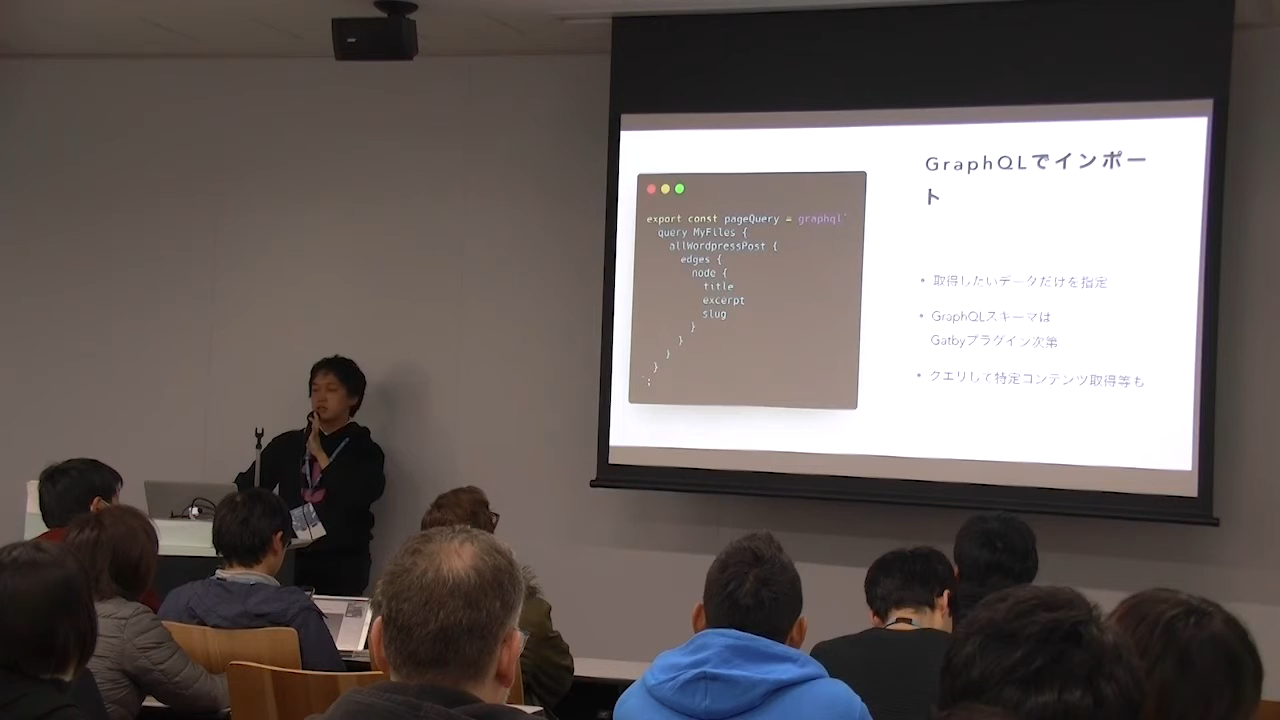 GraphQLでインポー
ト
export const pageQuery = graphql`
query MyFiles {
allWordpressPost {
edges {
node {
title
excerpt
slug
}
}
}
}
`;
• 取得したいデータだけを指定
• GraphQLスキーマは
Gatbyプラグイン次第
• クエリして特定コンテンツ取得等も